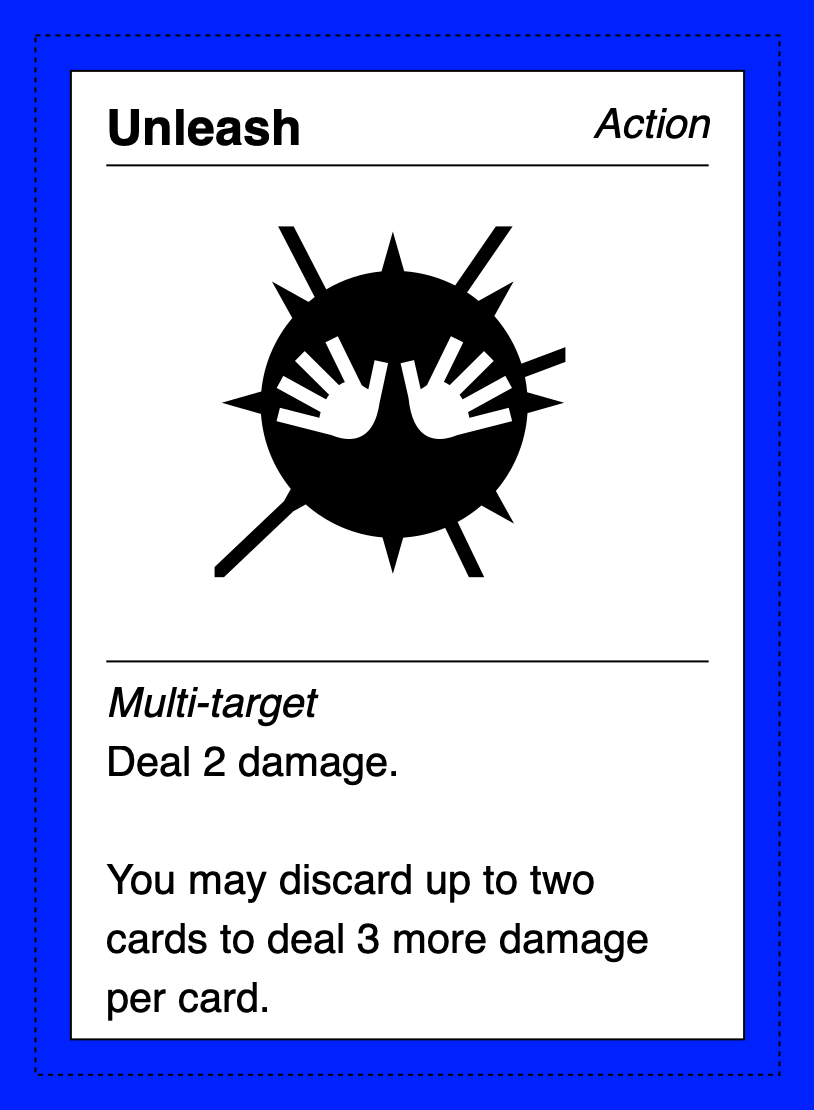 Unleash Action
Multi-target
Deal 2 damage.
You may discard up to two
cards to deal 3 more damage
per card.